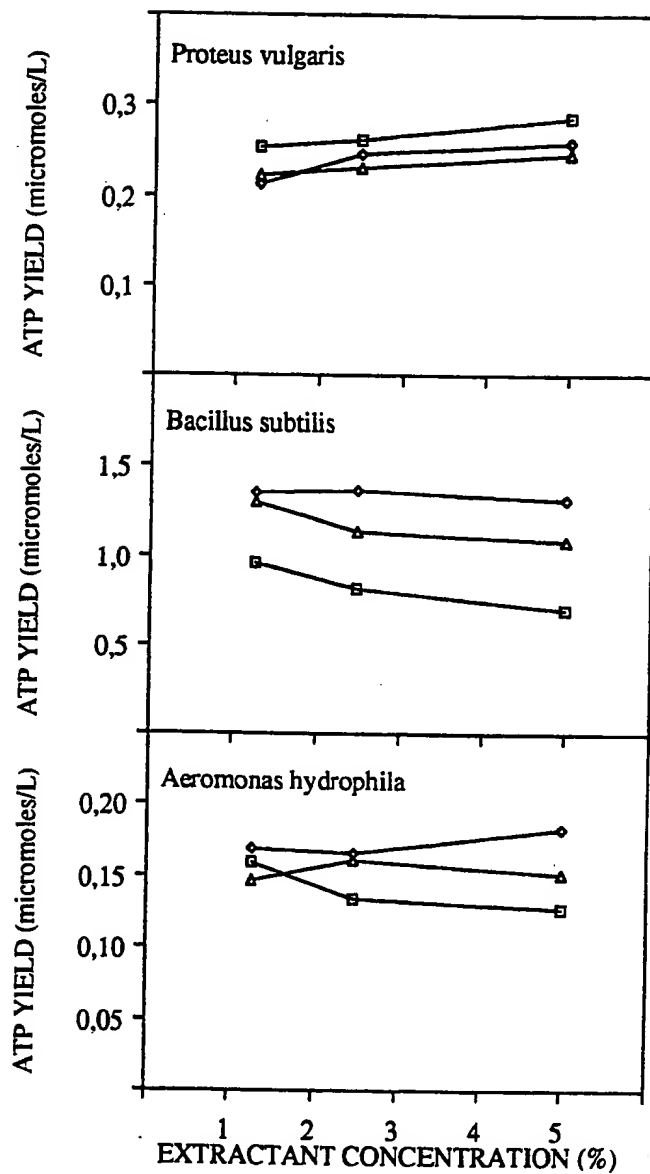 Proteus vulgaris
0,3
0,2
0,1
ATP YIELD (micromoles/L)
Bacillus subtilis
1,5
1,0
0,5
ATP YIELD (micromoles/L)
Aeromonas hydrophila
0,20
0,15
0,10
0,05
ATP YIELD (micromoles/L)
1 2 3 4 5
EXTRACTANT CONCENTRATION (%)